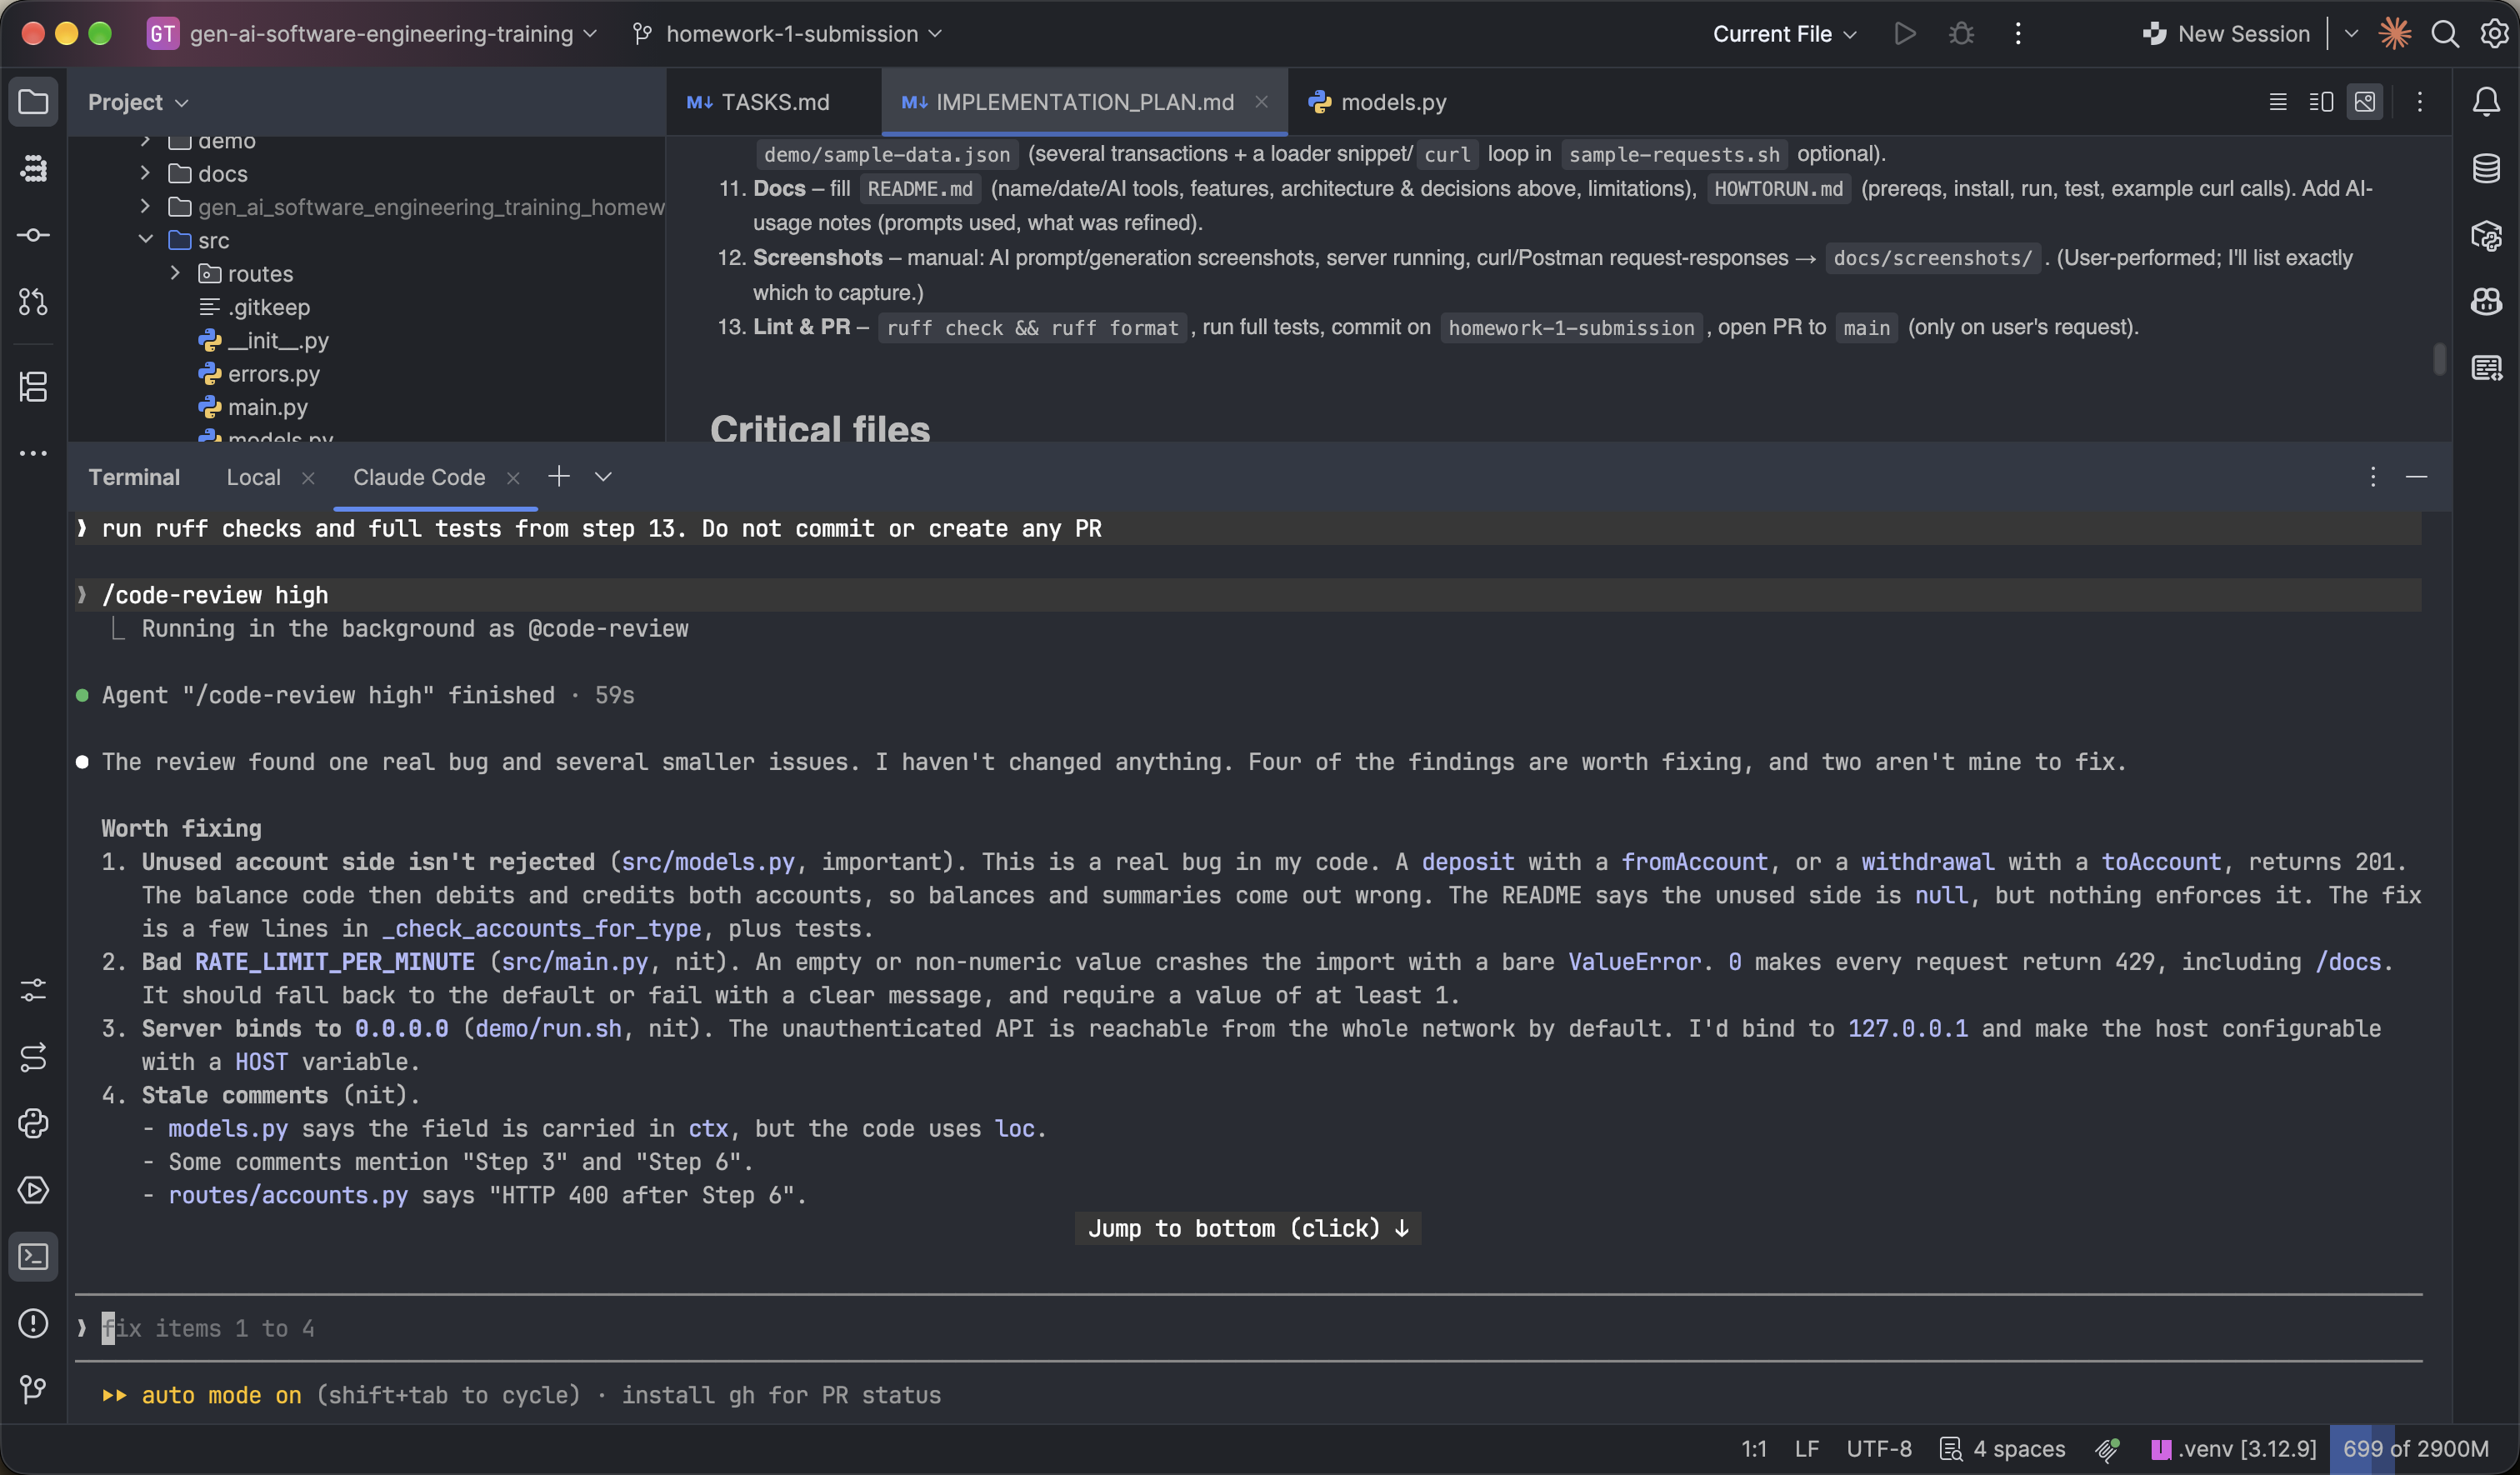 GT gen-ai-software-engineering-training homework-1-submission Current File New Session
Project
demo
docs
gen_ai_software_engineering_training_homew
src
routes
.gitkeep
__init__.py
errors.py
main.py
models.py
TASKS.md IMPLEMENTATION_PLAN.md models.py
demo/sample-data.json (several transactions + a loader snippet/ curl loop in sample-requests.sh optional).
11. Docs – fill README.md (name/date/AI tools, features, architecture & decisions above, limitations), HOWTORUN.md (prereqs, install, run, test, example curl calls). Add AI-
usage notes (prompts used, what was refined).
12. Screenshots – manual: AI prompt/generation screenshots, server running, curl/Postman request-responses → docs/screenshots/ . (User-performed; I'll list exactly
which to capture.)
13. Lint & PR – ruff check && ruff format , run full tests, commit on homework-1-submission , open PR to main (only on user's request).
Critical files
Terminal Local Claude Code
❯ run ruff checks and full tests from step 13. Do not commit or create any PR
❯ /code-review high
Running in the background as @code-review
Agent "/code-review high" finished · 59s
The review found one real bug and several smaller issues. I haven't changed anything. Four of the findings are worth fixing, and two aren't mine to fix.
Worth fixing
1. Unused account side isn't rejected (src/models.py, important). This is a real bug in my code. A deposit with a fromAccount, or a withdrawal with a toAccount, returns 201.
The balance code then debits and credits both accounts, so balances and summaries come out wrong. The README says the unused side is null, but nothing enforces it. The fix
is a few lines in _check_accounts_for_type, plus tests.
2. Bad RATE_LIMIT_PER_MINUTE (src/main.py, nit). An empty or non-numeric value crashes the import with a bare ValueError. 0 makes every request return 429, including /docs.
It should fall back to the default or fail with a clear message, and require a value of at least 1.
3. Server binds to 0.0.0.0 (demo/run.sh, nit). The unauthenticated API is reachable from the whole network by default. I'd bind to 127.0.0.1 and make the host configurable
with a HOST variable.
4. Stale comments (nit).
- models.py says the field is carried in ctx, but the code uses loc.
- Some comments mention "Step 3" and "Step 6".
- routes/accounts.py says "HTTP 400 after Step 6".
Jump to bottom (click) ↓
❯ fix items 1 to 4
⏵⏵ auto mode on (shift+tab to cycle) · install gh for PR status
1:1 LF UTF-8 4 spaces .venv [3.12.9] 699 of 2900M